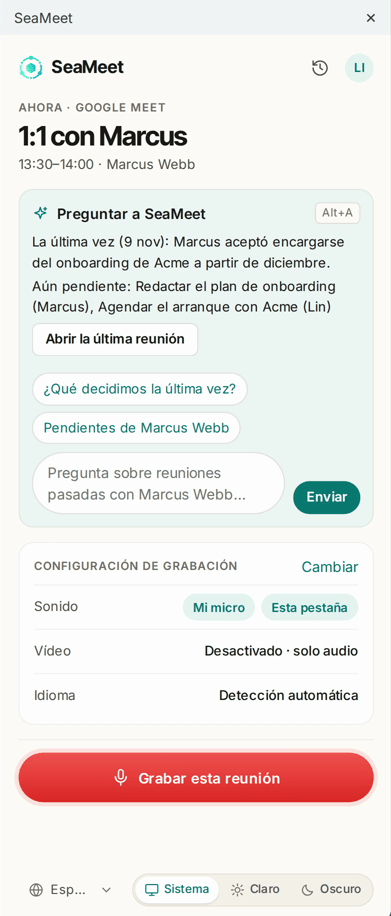 SeaMeet
SeaMeet
LI
AHORA · GOOGLE MEET
1:1 con Marcus
13:30–14:00 · Marcus Webb
Preguntar a SeaMeet
Alt+A
La última vez (9 nov): Marcus aceptó encargarse
del onboarding de Acme a partir de diciembre.
Aún pendiente: Redactar el plan de onboarding
(Marcus), Agendar el arranque con Acme (Lin)
Abrir la última reunión
¿Qué decidimos la última vez?
Pendientes de Marcus Webb
Pregunta sobre reuniones
pasadas con Marcus Webb...
Enviar
CONFIGURACIÓN DE GRABACIÓN
Cambiar
Sonido
Mi micro
Esta pestaña
Vídeo
Desactivado · solo audio
Idioma
Detección automática
Grabar esta reunión
Esp...
Sistema
Claro
Oscuro